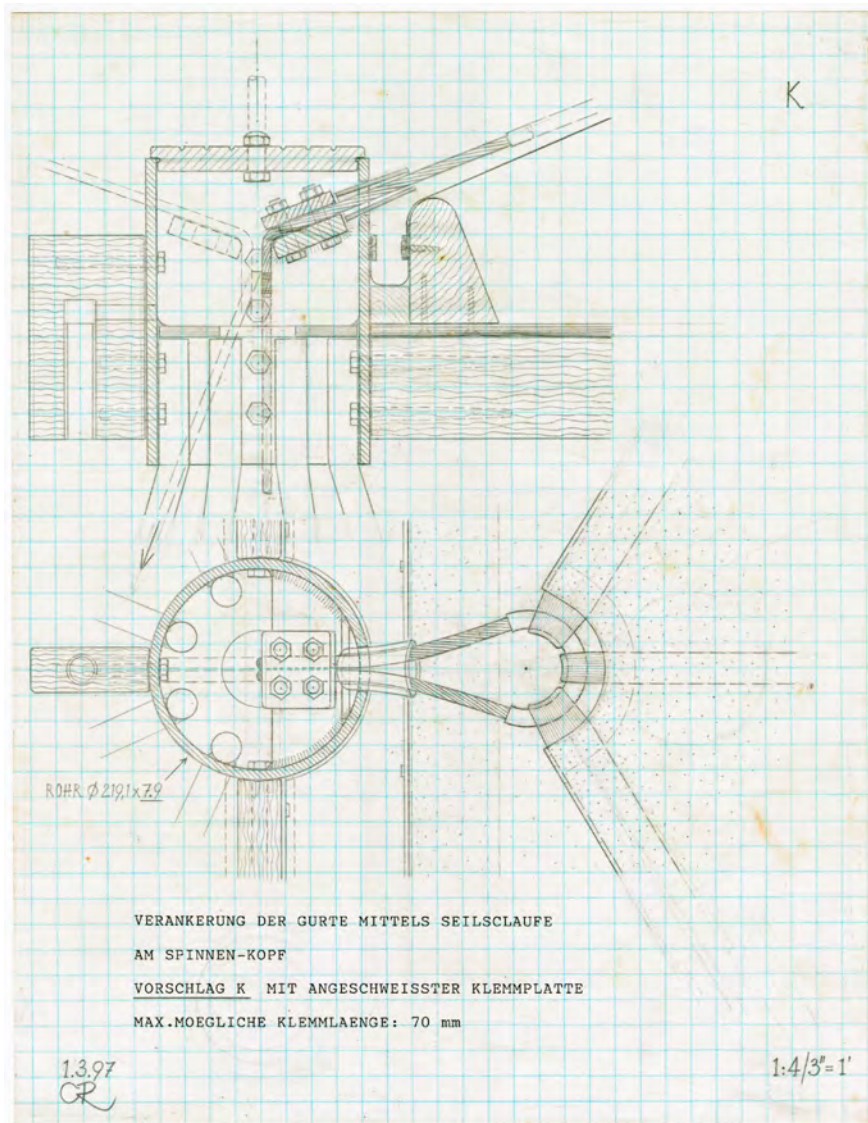 K
ROHR Ø 219,1 x 7.9
VERANKERUNG DER GURTE MITTELS SEILSCLAUFE
AM SPINNEN-KOPF
VORSCHLAG K MIT ANGESCHWEISSTER KLEMMPLATTE
MAX.MOEGLICHE KLEMMLAENGE: 70 mm
1.3.97
CR
1:4/3"=1'